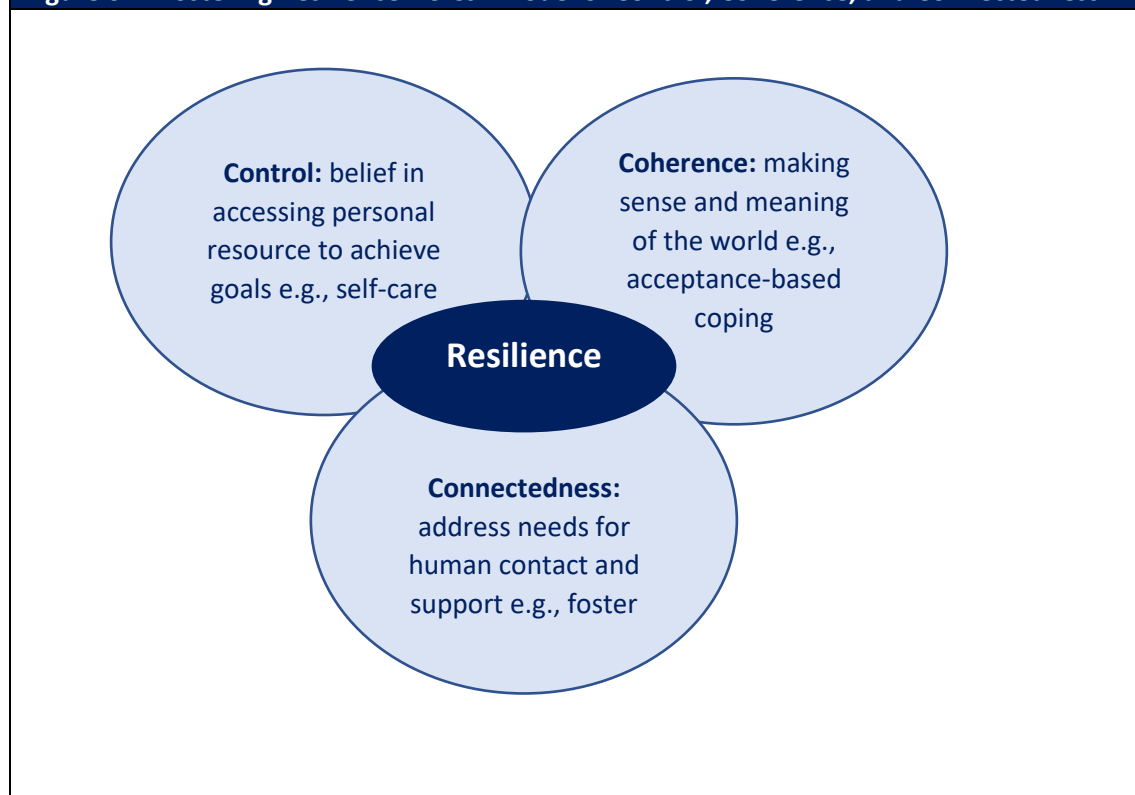 Control: belief in
accessing personal
resource to achieve
goals e.g., self-care
Coherence: making
sense and meaning
of the world e.g.,
acceptance-based
coping
Resilience
Connectedness:
address needs for
human contact and
support e.g., foster